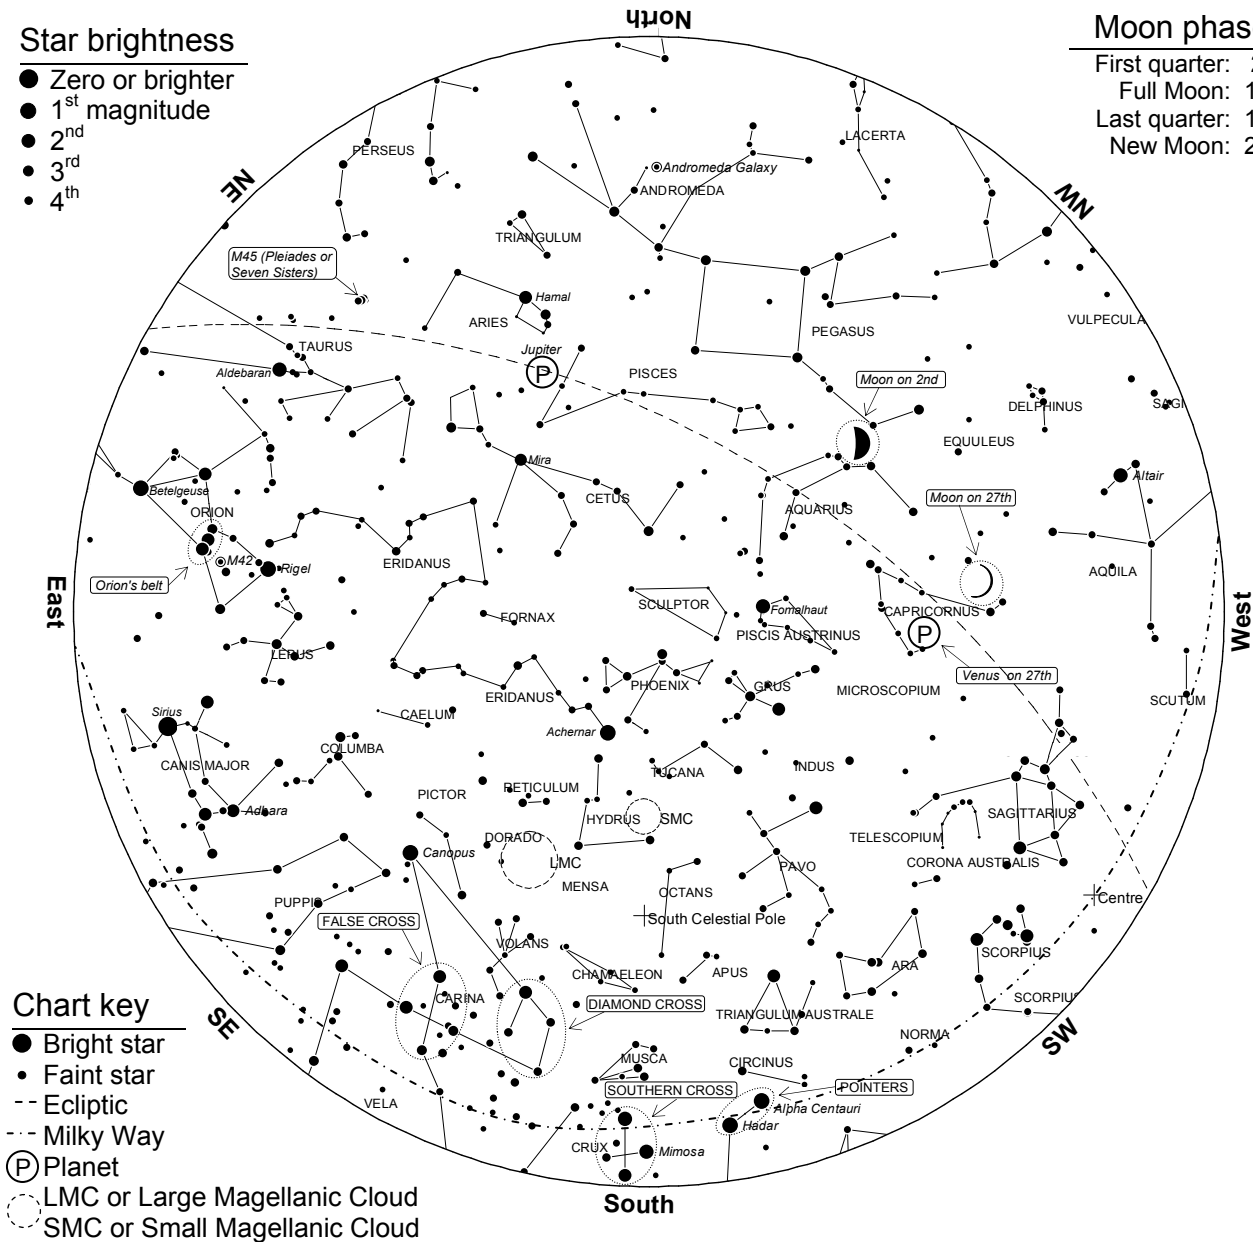 North
Star brightness
Zero or brighter
1st magnitude
2nd
3rd
4th
Moon phas
First quarter: 2
Full Moon: 1
Last quarter: 1
New Moon: 2
NE
NW
PERSEUS
LACERTA
Andromeda Galaxy
ANDROMEDA
TRIANGULUM
M45 (Pleiades or
Seven Sisters)
Hamal
ARIES
PEGASUS
VULPECULA
TAURUS
Jupiter
P
Aldebaran
PISCES
Moon on 2nd
DELPHINUS
SAGI
EQUULEUS
Mira
Altair
Betelgeuse
CETUS
Moon on 27th
ORION
AQUARIUS
M42
ERIDANUS
Rigel
AQUILA
Orion's belt
East
West
SCULPTOR
Fomalhaut
CAPRICORNUS
FORNAX
PISCIS AUSTRINUS
P
LEPUS
Venus on 27th
PHOENIX
GRUS
MICROSCOPIUM
ERIDANUS
SCUTUM
Sirius
CAELUM
Achernar
COLUMBA
CANIS MAJOR
TUCANA
INDUS
RETICULUM
PICTOR
Adhara
HYDRUS
SMC
SAGITTARIUS
DORADO
TELESCOPIUM
Canopus
LMC
PAVO
CORONA AUSTRALIS
MENSA
OCTANS
PUPPIS
Centre
FALSE CROSS
South Celestial Pole
VOLANS
SCORPIUS
CHAMAELEON
APUS
ARA
CARINA
DIAMOND CROSS
SCORPIUS
TRIANGULUM AUSTRALE
SE
SW
NORMA
MUSCA
CIRCINUS
SOUTHERN CROSS
POINTERS
VELA
Alpha Centauri
Hadar
CRUX
Mimosa
South
Chart key
Bright star
Faint star
Ecliptic
Milky Way
P Planet
LMC or Large Magellanic Cloud
SMC or Small Magellanic Cloud